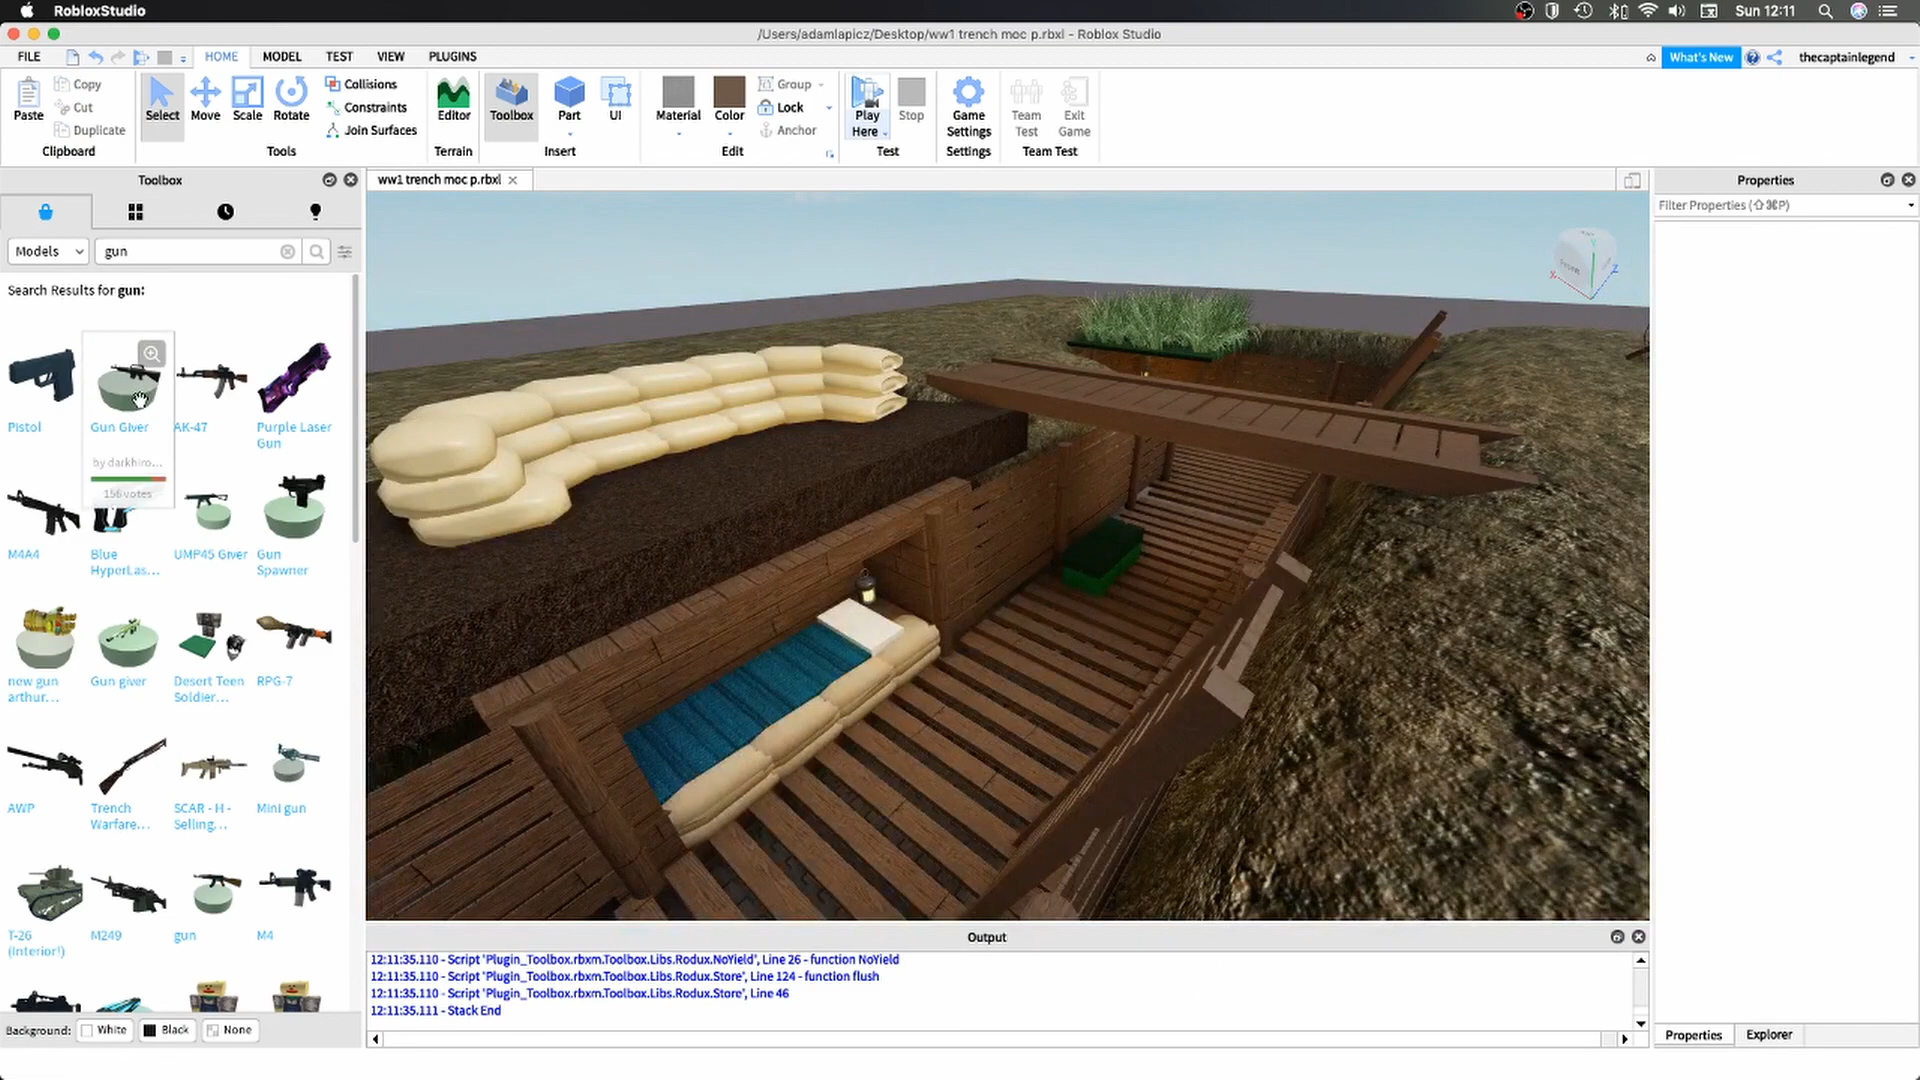 RobloxStudio
Sun 12:11
/Users/adamlapicz/Desktop/ww1 trench moc p.rbxl - Roblox Studio
FILE
HOME
MODEL
TEST
VIEW
PLUGINS
What's New
thecaptainlegend
Paste
Copy
Cut
Duplicate
Clipboard
Select
Move
Scale
Rotate
Collisions
Constraints
Join Surfaces
Tools
Editor
Terrain
Toolbox
Part
UI
Insert
Material
Color
Group
Lock
Anchor
Edit
Play Here
Stop
Test
Game Settings
Settings
Team Test
Exit Game
Team Test
Toolbox
ww1 trench moc p.rbxl
Properties
Filter Properties (⇧⌘P)
Models
gun
Search Results for gun:
Pistol
Gun Giver
AK-47
Purple Laser Gun
by darkhiro...
156 votes
M4A4
Blue HyperLas...
UMP45 Giver
Gun Spawner
new gun arthur...
Gun giver
Desert Teen Soldier...
RPG-7
AWP
Trench Warfare...
SCAR - H - Selling...
Mini gun
T-26 (Interior!)
M249
gun
M4
Background:
White
Black
None
Front
X
Y
Z
Output
12:11:35.110 - Script 'Plugin_Toolbox.rbxm.Toolbox.Libs.Rodux.NoYield', Line 26 - function NoYield
12:11:35.110 - Script 'Plugin_Toolbox.rbxm.Toolbox.Libs.Rodux.Store', Line 124 - function flush
12:11:35.110 - Script 'Plugin_Toolbox.rbxm.Toolbox.Libs.Rodux.Store', Line 46
12:11:35.111 - Stack End
Properties
Explorer